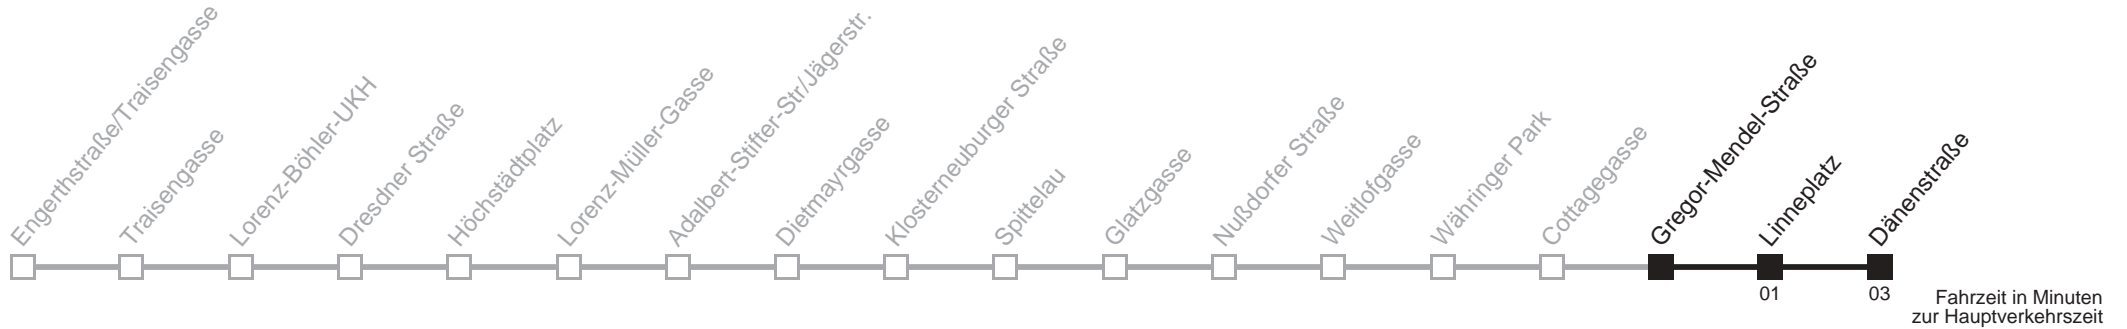 Engerthstraße/Traisengasse
Traisengasse
Lorenz-Böhler-UKH
Dresdner Straße
Höchstädtplatz
Lorenz-Müller-Gasse
Adalbert-Stifter-Str/Jägerstr.
Dietmayrgasse
Klosterneuburger Straße
Spittelau
Glatzgasse
Nußdorfer Straße
Weitlofgasse
Währinger Park
Cottagegasse
Gregor-Mendel-Straße
Linneplatz
Dänenstraße
01
03
Fahrzeit in Minuten
zur Hauptverkehrszeit